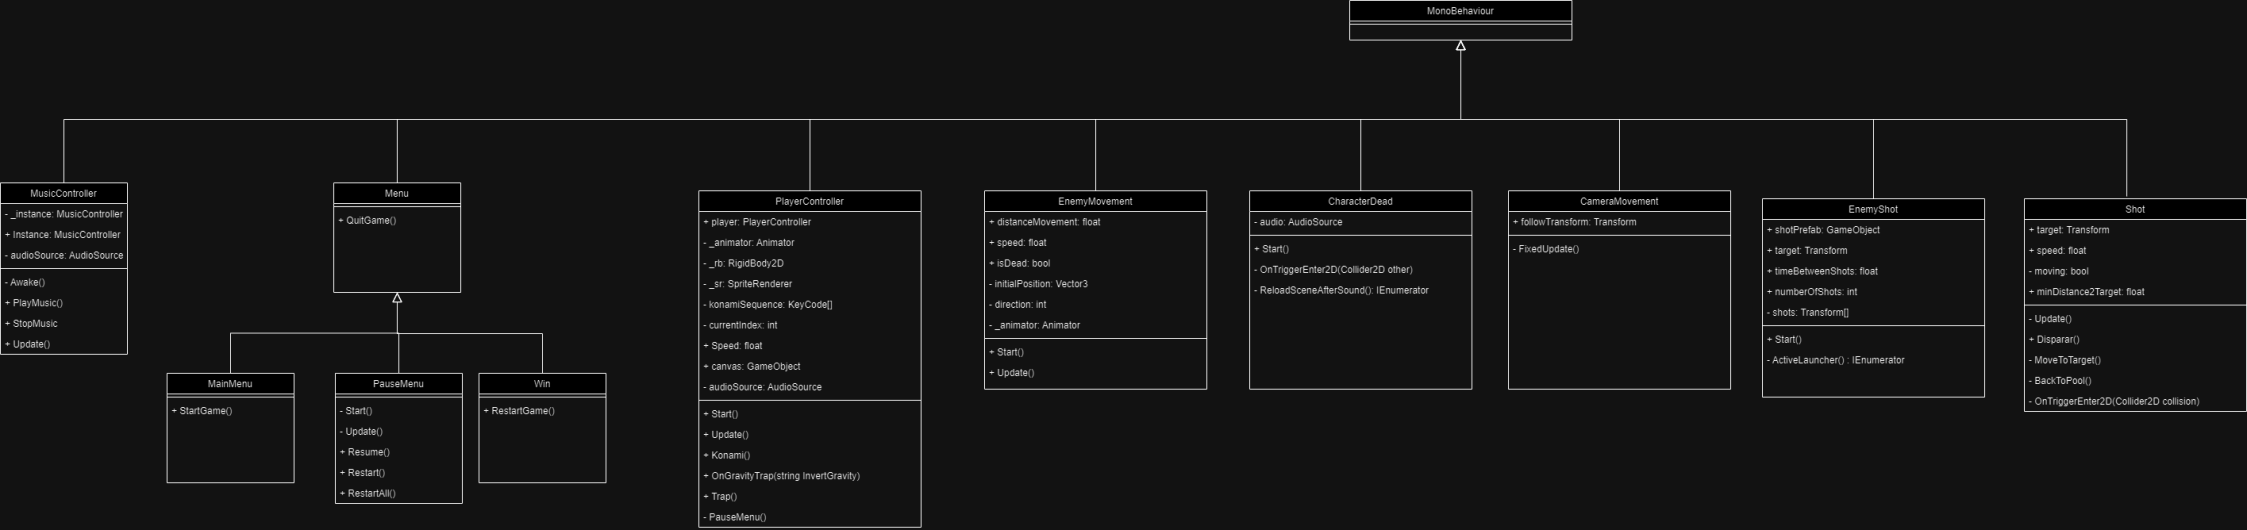 MonoBehaviour
MusicController
- _instance: MusicController
+ Instance: MusicController
- audioSource: AudioSource
- Awake()
+ PlayMusic()
+ StopMusic
+ Update()
Menu
+ QuitGame()
MainMenu
+ StartGame()
PauseMenu
- Start()
- Update()
+ Resume()
+ Restart()
+ RestartAll()
Win
+ RestartGame()
PlayerController
+ player: PlayerController
- _animator: Animator
- _rb: RigidBody2D
- _sr: SpriteRenderer
- konamiSequence: KeyCode[]
- currentIndex: int
+ Speed: float
+ canvas: GameObject
- audioSource: AudioSource
+ Start()
+ Update()
+ Konami()
+ OnGravityTrap(string InvertGravity)
+ Trap()
- PauseMenu()
EnemyMovement
+ distanceMovement: float
+ speed: float
+ isDead: bool
- initialPosition: Vector3
- direction: int
- _animator: Animator
+ Start()
+ Update()
CharacterDead
- audio: AudioSource
+ Start()
- OnTriggerEnter2D(Collider2D other)
- ReloadSceneAfterSound(): IEnumerator
CameraMovement
+ followTransform: Transform
- FixedUpdate()
EnemyShot
+ shotPrefab: GameObject
+ target: Transform
+ timeBetweenShots: float
+ numberOfShots: int
- shots: Transform[]
+ Start()
- ActiveLauncher() : IEnumerator
Shot
+ target: Transform
+ speed: float
- moving: bool
+ minDistance2Target: float
- Update()
+ Disparar()
- MoveToTarget()
- BackToPool()
- OnTriggerEnter2D(Collider2D collision)